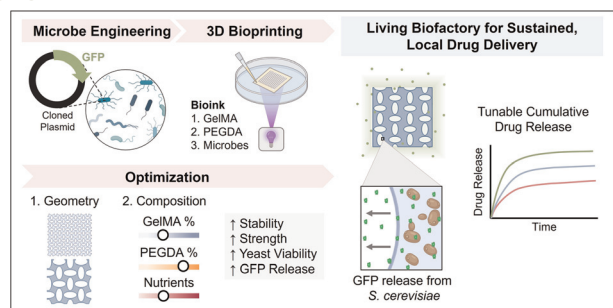 Microbe Engineering
3D Bioprinting
Living Biofactory for Sustained,
Local Drug Delivery
GFP
Cloned
Plasmid
Bioink
1. GelMA
2. PEGDA
3. Microbes
Optimization
1. Geometry
2. Composition
GelMA %
PEGDA %
Nutrients
↑ Stability
↑ Strength
↑ Yeast Viability
↑ GFP Release
GFP release from
S. cerevisiae
Tunable Cumulative
Drug Release
Drug Release
Time